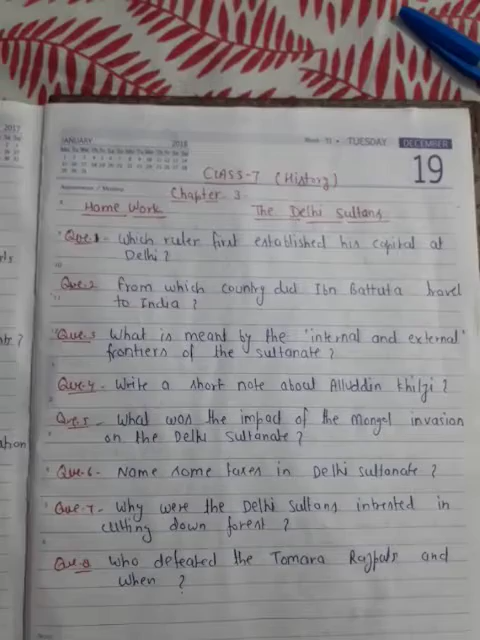 2017
JANUARY 2018
TUESDAY DECEMBER
19
CLASS-7 (History)
Chapter 3
Home Work The Delhi Sultans
Que.1- Which ruler first established his capital at
Delhi ?
Que.2 From which country did Ibn Battuta travel
to India ?
Que.3 What is meant by the "internal and external"
frontiers of the sultanate ?
Que.4 - Write a short note about Alluddin Khilji ?
Que.5- What was the impact of the Mongel invasion
on the Delhi Sultanate ?
Que.6- Name some taxes in Delhi sultanate ?
Que.7- Why were the Delhi sultans intrested in
cutting down forest ?
Que.8 Who defeated the Tomara Rajputs and
when ?